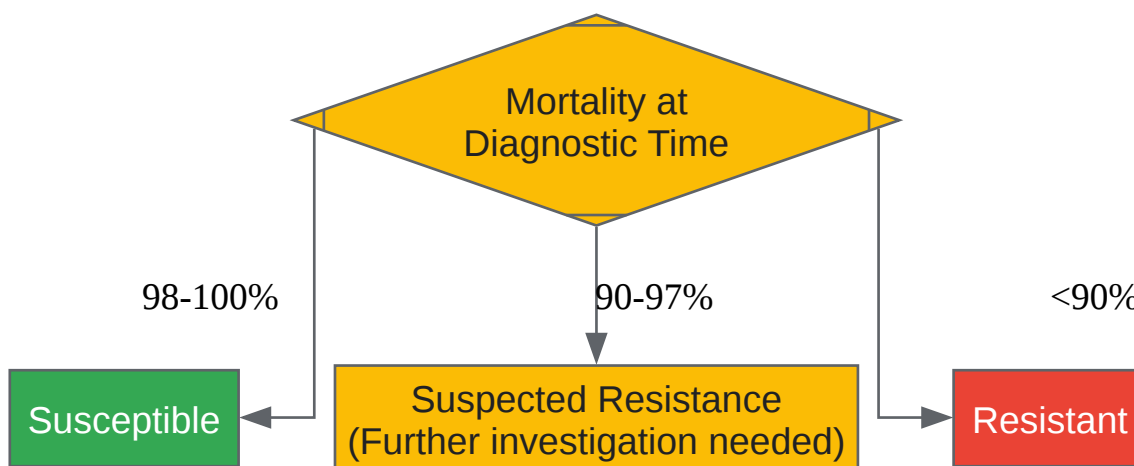 Mortality at
Diagnostic Time
98-100%
90-97%
<90%
Susceptible
Suspected Resistance
(Further investigation needed)
Resistant